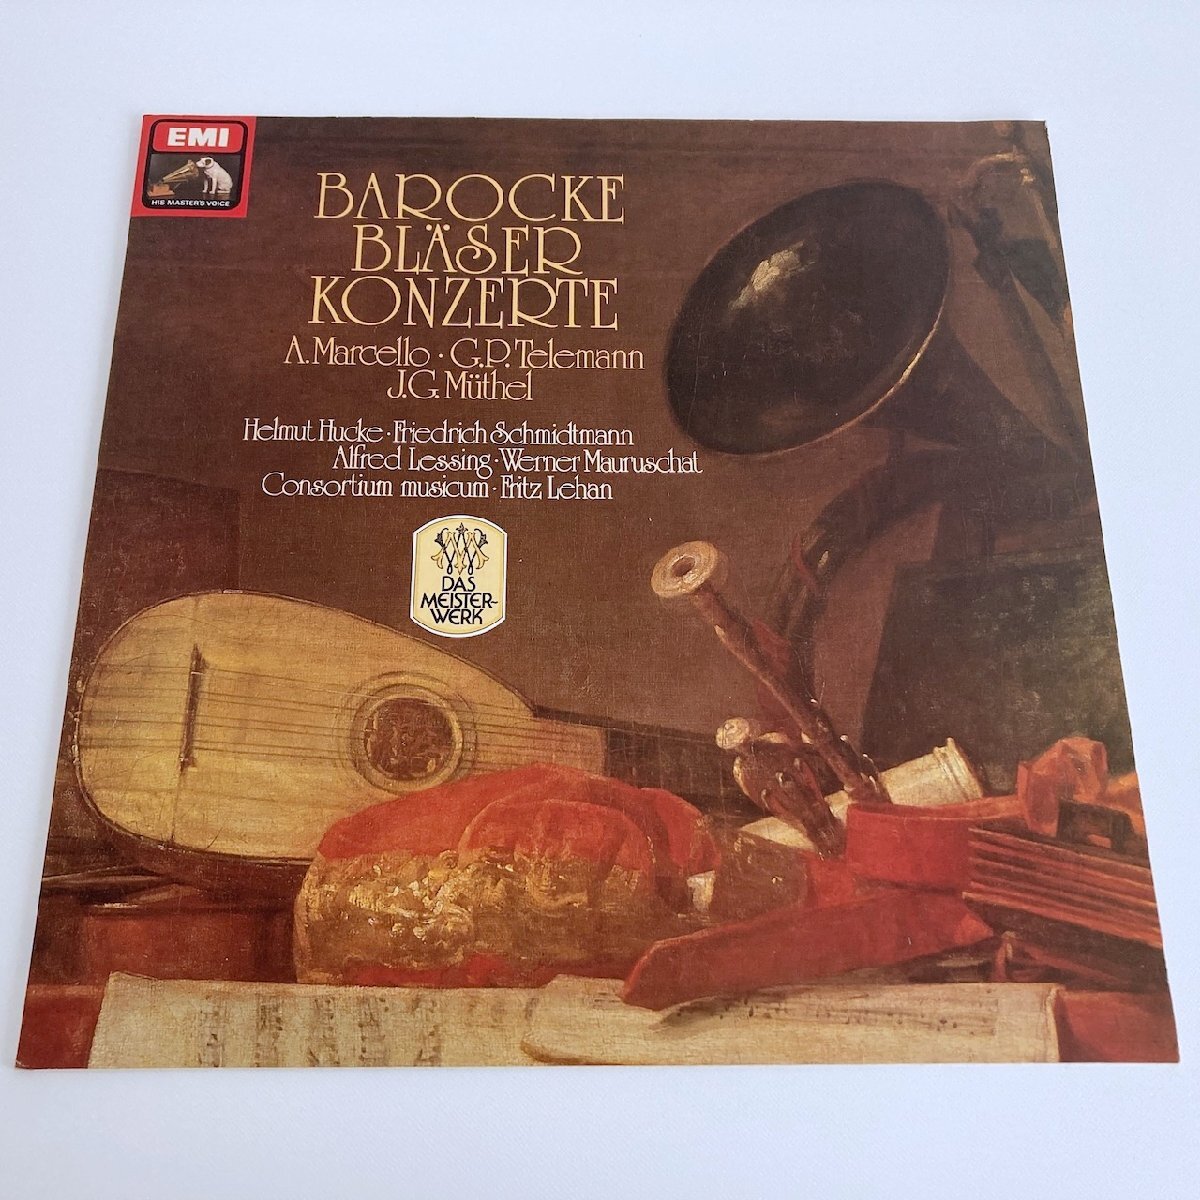 EMI
HIS MASTER'S VOICE
BAROCKE
BLÄSER
KONZERTE
A. Marcello · G.P. Telemann
J.G. Müthel
Helmut Hucke · Friedrich Schmidtmann
Alfred Lessing · Werner Mauruschat
Consortium musicum · Fritz Lehan
DAS
MEISTER-
WERK